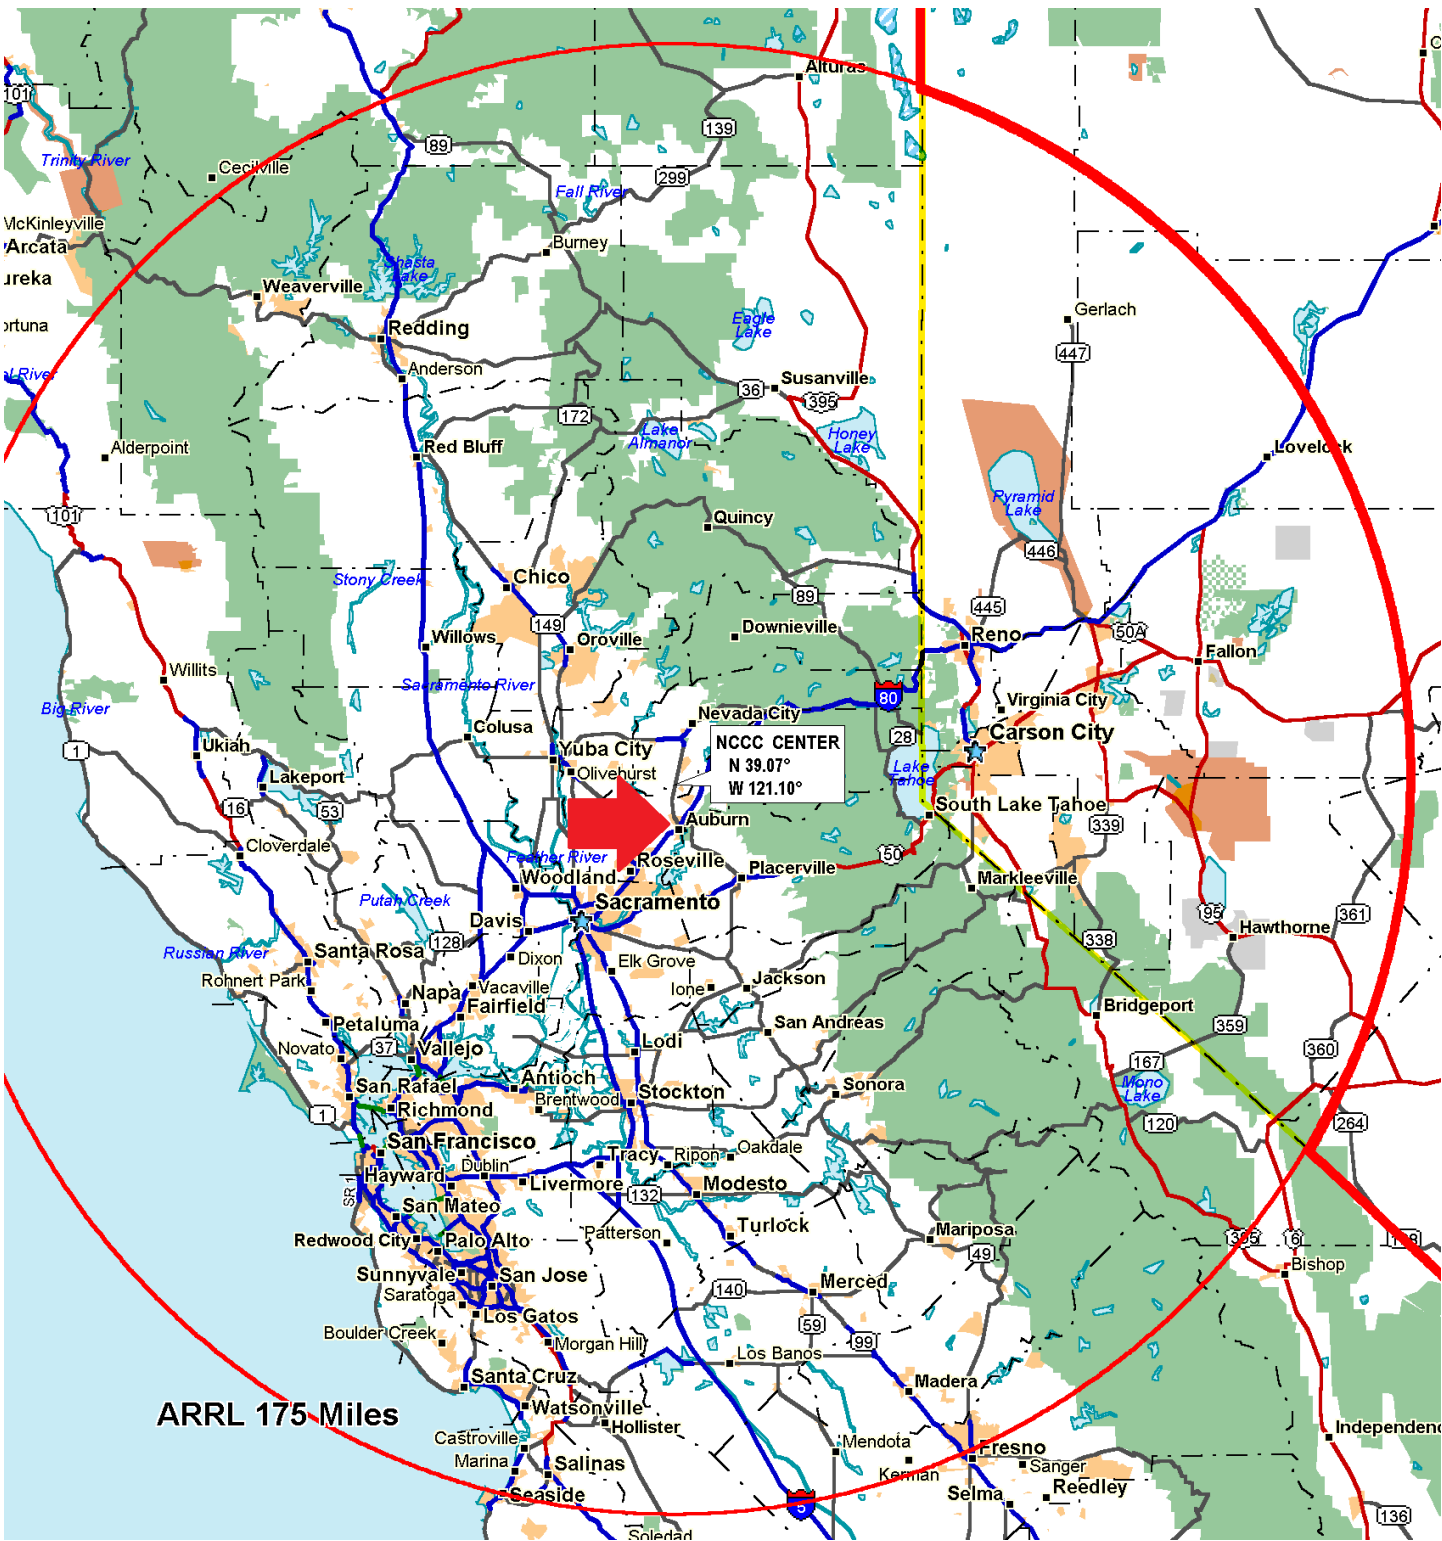 Alturas
101
139
89
Trinity River
Cecilville
299
Fall River
McKinleyville
Arcata
Burney
ureka
Shasta
Lake
Weaverville
Gerlach
ortuna
Redding
Eagle
Lake
447
Anderson
el River
Susanville
36
395
172
Lake
Almanor
Honey
Lake
Alderpoint
Red Bluff
Lovelock
Pyramid
Lake
101
Quincy
446
Stony Creek
Chico
89
445
149
Downieville
Willows
Oroville
Reno
50A
Fallon
Willits
Sacramento River
80
Virginia City
Big River
Nevada City
Colusa
28
Carson City
1
Ukiah
Yuba City
NCCC CENTER
N 39.07°
W 121.10°
Lake
Tahoe
Lakeport
Olivehurst
16
53
South Lake Tahoe
Auburn
339
Cloverdale
Feather River
Roseville
50
Placerville
Woodland
Markleeville
Putah Creek
Sacramento
95
361
Davis
Hawthorne
128
338
Russian River
Santa Rosa
Dixon
Elk Grove
Rohnert Park
Vacaville
Ione
Jackson
Napa
Fairfield
Bridgeport
Petaluma
San Andreas
359
Novato
37
Vallejo
Lodi
360
167
San Rafael
Antioch
Sonora
Mono
Lake
Richmond
Brentwood
Stockton
1
120
264
San Francisco
Oakdale
Tracy
Ripon
Hayward
Dublin
Livermore
132
Modesto
SR 1
San Mateo
Turlock
Patterson
Mariposa
Redwood City
Palo Alto
395
6
49
Bishop
Sunnyvale
San Jose
Merced
Saratoga
140
Los Gatos
59
Boulder Creek
Morgan Hill
99
Los Banos
Santa Cruz
Madera
ARRL 175 Miles
Watsonville
Hollister
Independenc
Castroville
Mendota
Fresno
Marina
Salinas
Kerman
Sanger
Seaside
5
Selma
Reedley
136
Soledad